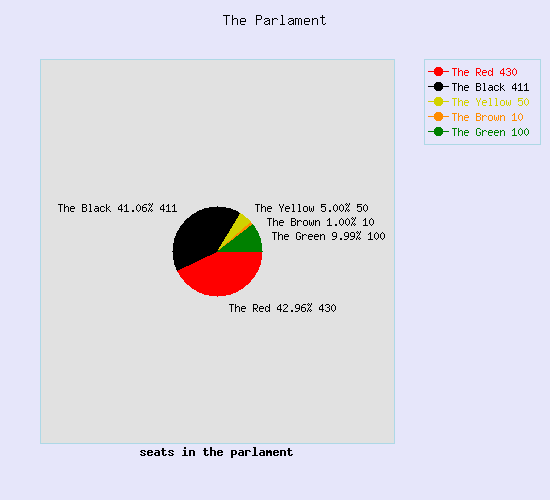 The Parlament
The Red 430
The Black 411
The Yellow 50
The Brown 10
The Green 100
The Black 41.06% 411
The Yellow 5.00% 50
The Brown 1.00% 10
The Green 9.99% 100
The Red 42.96% 430
seats in the parlament